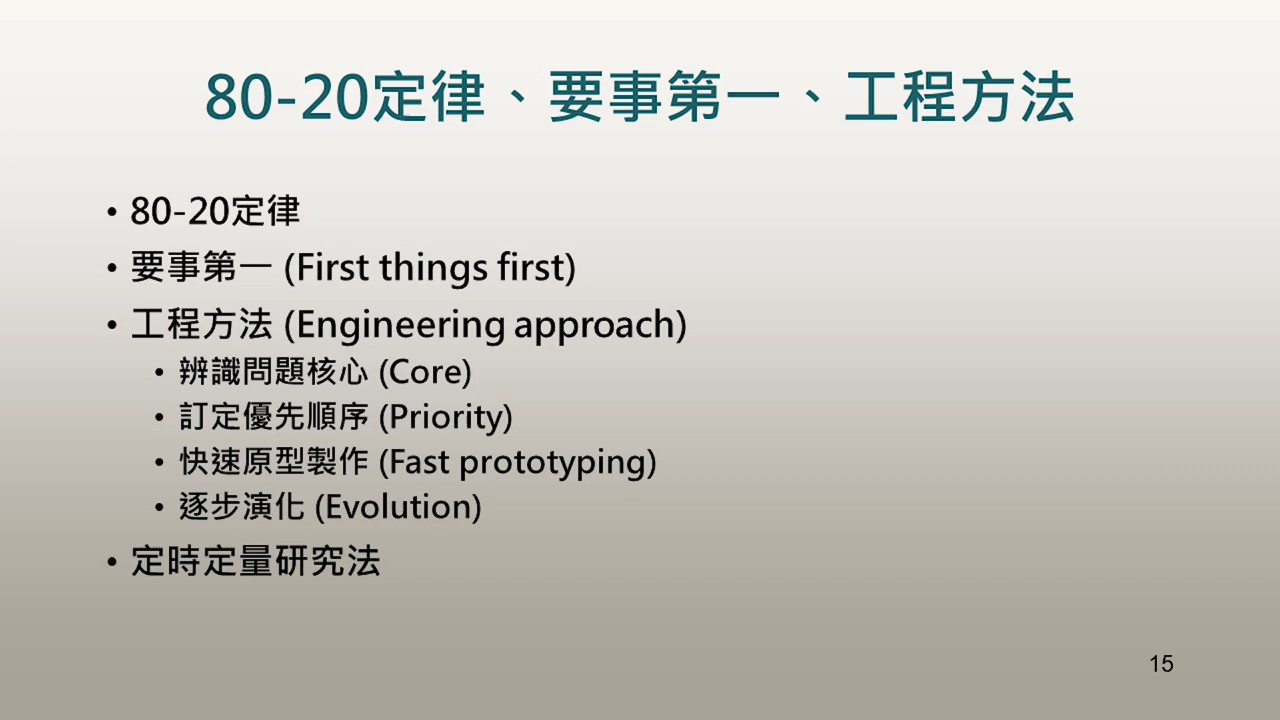 80-20定律、要事第一、工程方法
• 80-20定律
• 要事第一 (First things first)
• 工程方法 (Engineering approach)
• 辨識問題核心 (Core)
• 訂定優先順序 (Priority)
• 快速原型製作 (Fast prototyping)
• 逐步演化 (Evolution)
• 定時定量研究法
15